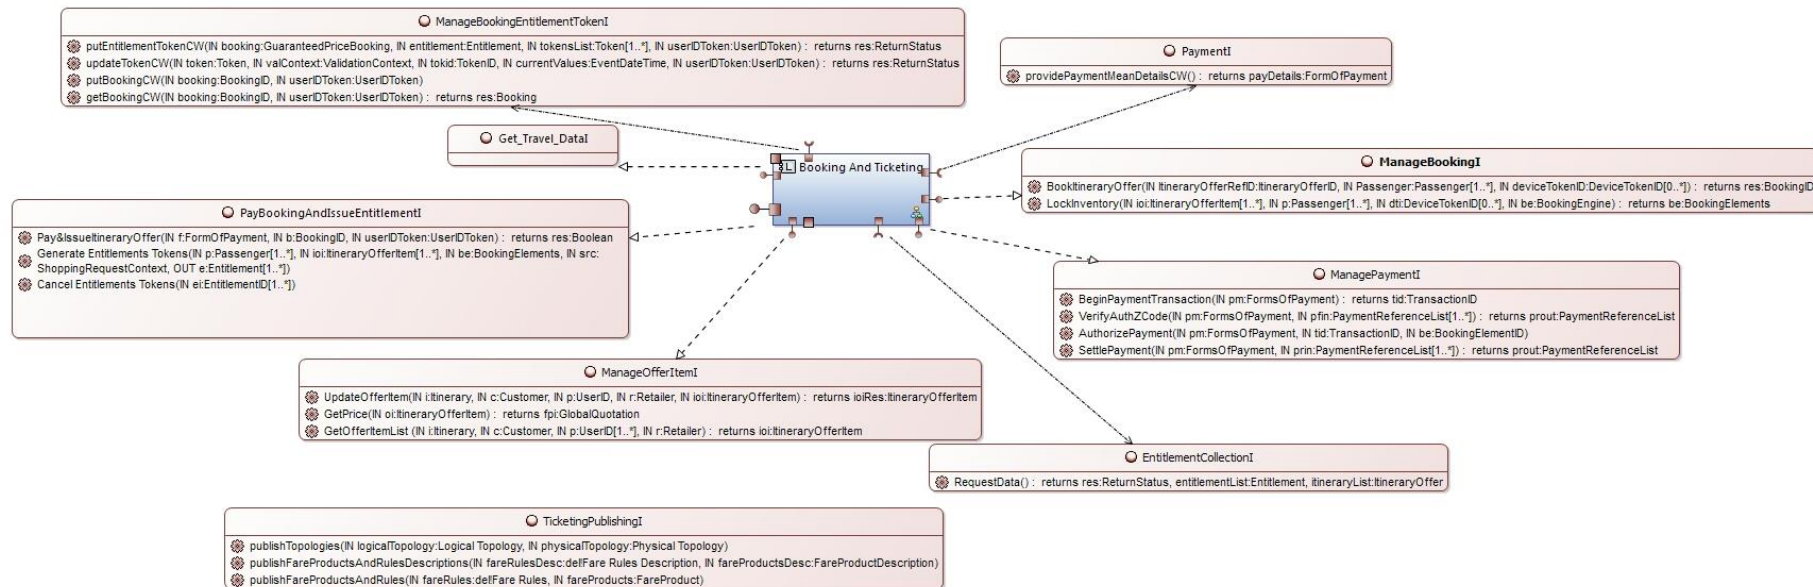 ManageBookingEntitlementTokenI
putEntitlementTokenCW(IN booking:GuaranteedPriceBooking, IN entitlement:Entitlement, IN tokensList:Token[1..*], IN userIDToken:UserIDToken) : returns res:ReturnStatus
updateTokenCW(IN token:Token, IN valContext:ValidationContext, IN tokid:TokenID, IN currentValues:EventDateTime, IN userIDToken:UserIDToken) : returns res:ReturnStatus
putBookingCW(IN booking:BookingID, IN userIDToken:UserIDToken)
getBookingCW(IN booking:BookingID, IN userIDToken:UserIDToken) : returns res:Booking
PaymentI
providePaymentMeanDetailsCW() : returns payDetails:FormOfPayment
Get_Travel_DataI
L Booking And Ticketing
ManageBookingI
BookItineraryOffer(IN ItineraryOfferRefID:ItineraryOfferID, IN Passenger:Passenger[1..*], IN deviceTokenID:DeviceTokenID[0..*]) : returns res:BookingID
LockInventory(IN ioi:ItineraryOfferItem[1..*], IN p:Passenger[1..*], IN dti:DeviceTokenID[0..*], IN be:BookingEngine) : returns be:BookingElements
PayBookingAndIssueEntitlementI
Pay&IssueItineraryOffer(IN f:FormOfPayment, IN b:BookingID, IN userIDToken:UserIDToken) : returns res:Boolean
Generate Entitlements Tokens(IN p:Passenger[1..*], IN ioi:ItineraryOfferItem[1..*], IN be:BookingElements, IN src:
ShoppingRequestContext, OUT e:Entitlement[1..*])
Cancel Entitlements Tokens(IN ei:EntitlementID[1..*])
ManagePaymentI
BeginPaymentTransaction(IN pm:FormsOfPayment) : returns tid:TransactionID
VerifyAuthZCode(IN pm:FormsOfPayment, IN pfin:PaymentReferenceList[1..*]) : returns prout:PaymentReferenceList
AuthorizePayment(IN pm:FormsOfPayment, IN tid:TransactionID, IN be:BookingElementID)
SettlePayment(IN pm:FormsOfPayment, IN prin:PaymentReferenceList[1..*]) : returns prout:PaymentReferenceList
ManageOfferItemI
UpdateOfferItem(IN i:Itinerary, IN c:Customer, IN p:UserID, IN r:Retailer, IN ioi:ItineraryOfferItem) : returns ioiRes:ItineraryOfferItem
GetPrice(IN oi:ItineraryOfferItem) : returns fpi:GlobalQuotation
GetOfferItemList (IN i:Itinerary, IN c:Customer, IN p:UserID[1..*], IN r:Retailer) : returns ioi:ItineraryOfferItem
EntitlementCollectionI
RequestData() : returns res:ReturnStatus, entitlementList:Entitlement, itineraryList:ItineraryOffer
TicketingPublishingI
publishTopologies(IN logicalTopology:Logical Topology, IN physicalTopology:Physical Topology)
publishFareProductsAndRulesDescriptions(IN fareRulesDesc:def!Fare Rules Description, IN fareProductsDesc:FareProductDescription)
publishFareProductsAndRules(IN fareRules:def!Fare Rules, IN fareProducts:FareProduct)